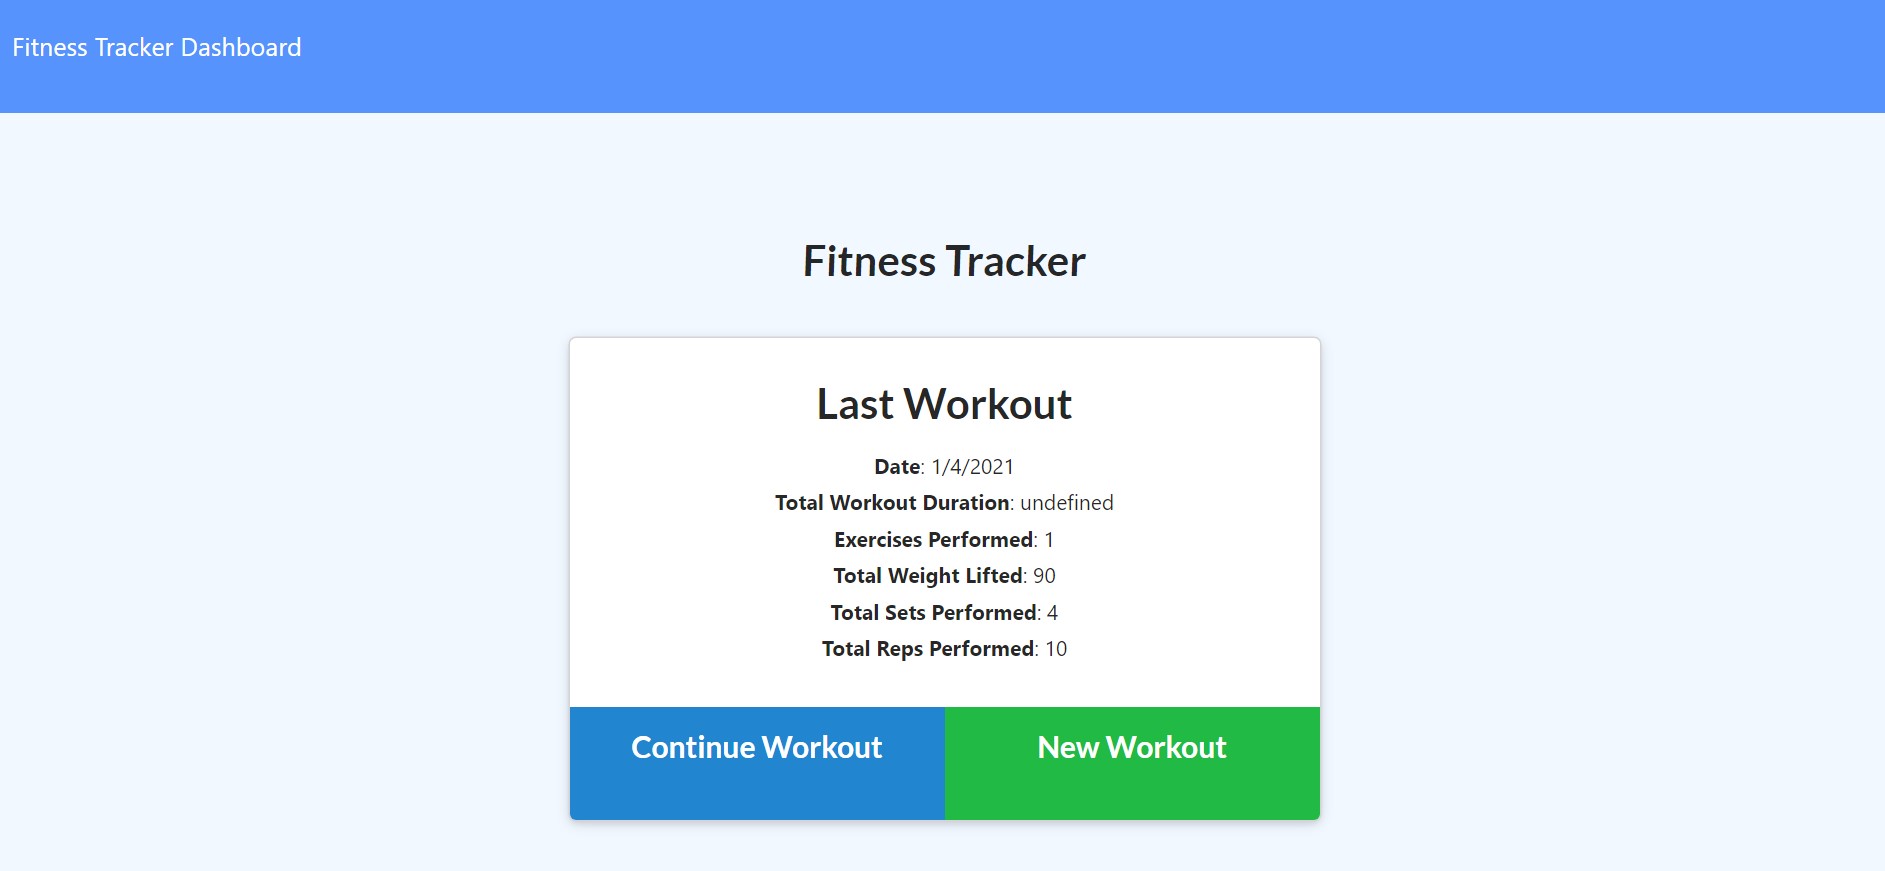 Fitness Tracker Dashboard
Fitness Tracker
Last Workout
Date: 1/4/2021
Total Workout Duration: undefined
Exercises Performed: 1
Total Weight Lifted: 90
Total Sets Performed: 4
Total Reps Performed: 10
Continue Workout
New Workout